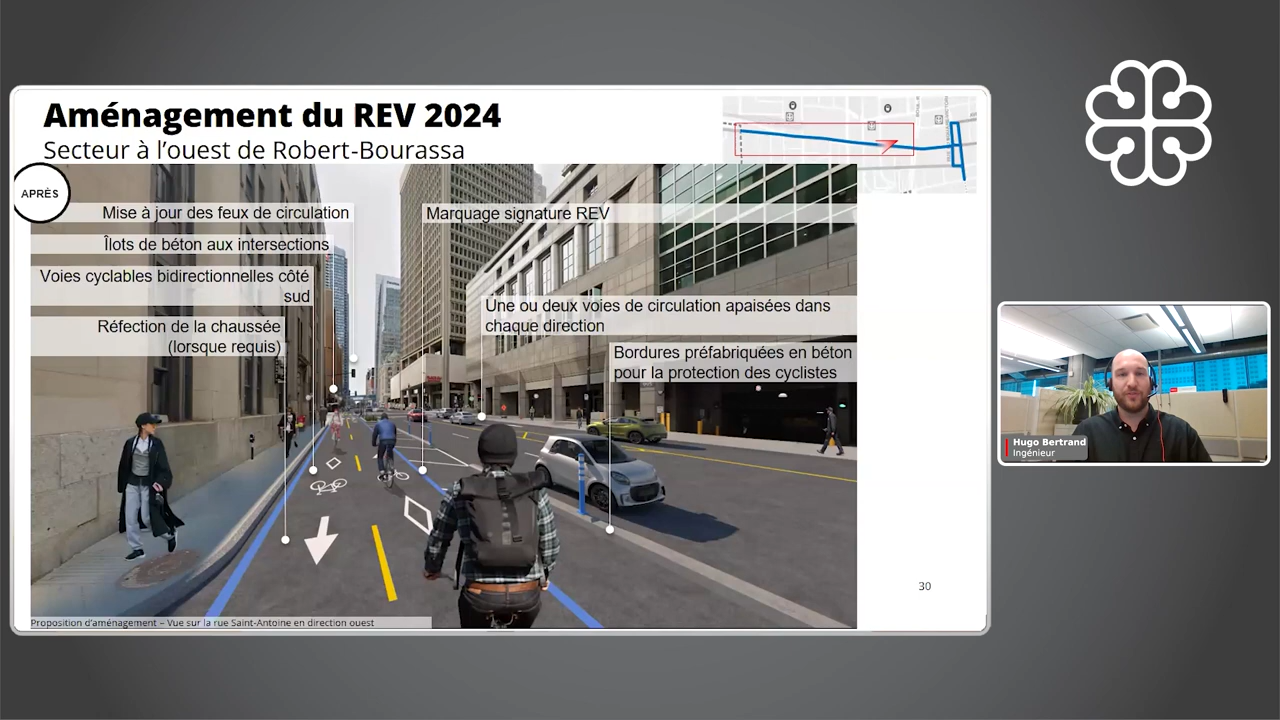 Aménagement du REV 2024
Secteur à l’ouest de Robert-Bourassa
APRÈS
Mise à jour des feux de circulation
Îlots de béton aux intersections
Voies cyclables bidirectionnelles côté
sud
Réfection de la chaussée
(lorsque requis)
Marquage signature REV
Une ou deux voies de circulation apaisées dans
chaque direction
Bordures préfabriquées en béton
pour la protection des cyclistes
Proposition d’aménagement – Vue sur la rue Saint-Antoine en direction ouest
30
Hugo Bertrand
Ingénieur